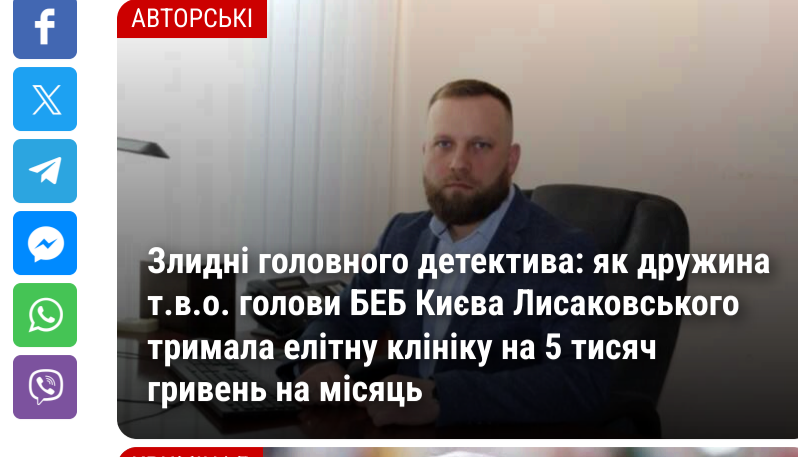 АВТОРСЬКІ
Злидні головного детектива: як дружина
т.в.о. голови БЕБ Києва Лисаковського
тримала елітну клініку на 5 тисяч
гривень на місяць